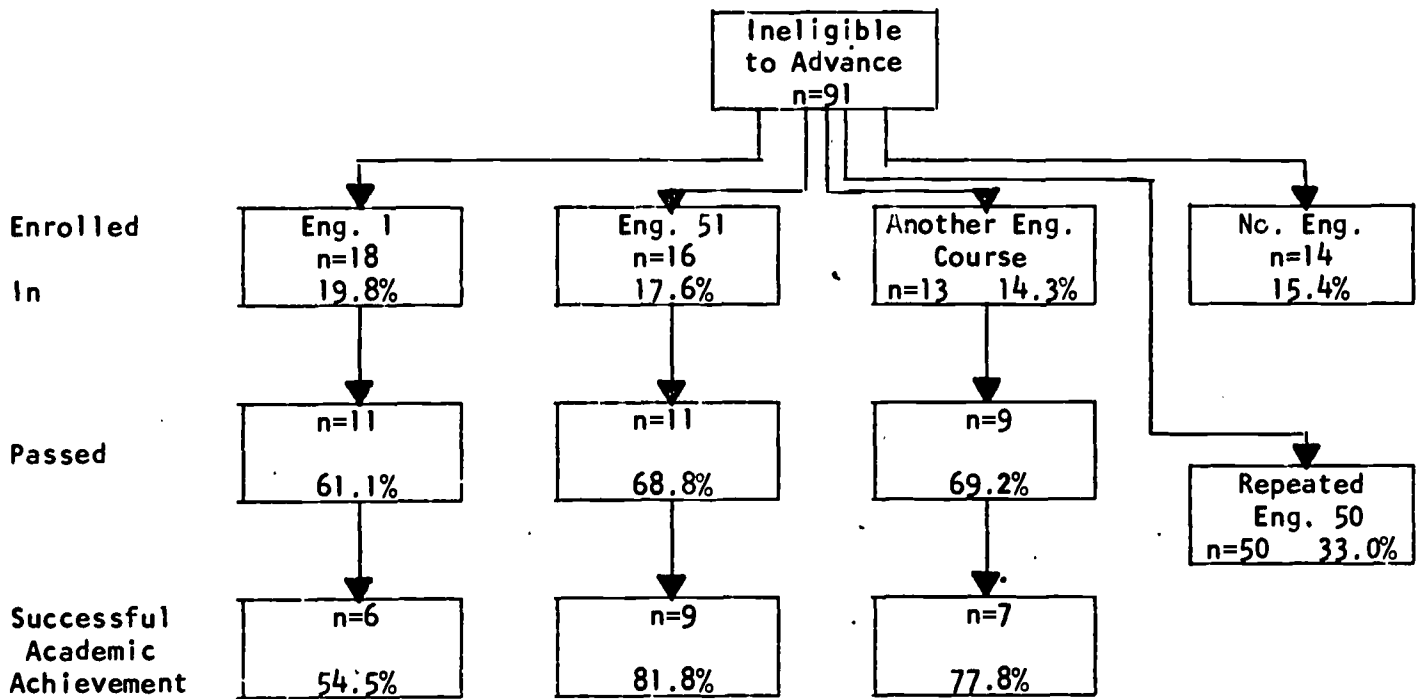 Ineligible
to Advance
n=91
Enrolled
In
Eng. 1
n=18
19.8%
Eng. 51
n=16
17.6%
Another Eng.
Course
n=13 14.3%
No. Eng.
n=14
15.4%
Passed
n=11
61.1%
n=11
68.8%
n=9
69.2%
Repeated
Eng. 50
n=50 33.0%
Successful
Academic
Achievement
n=6
54.5%
n=9
81.8%
n=7
77.8%